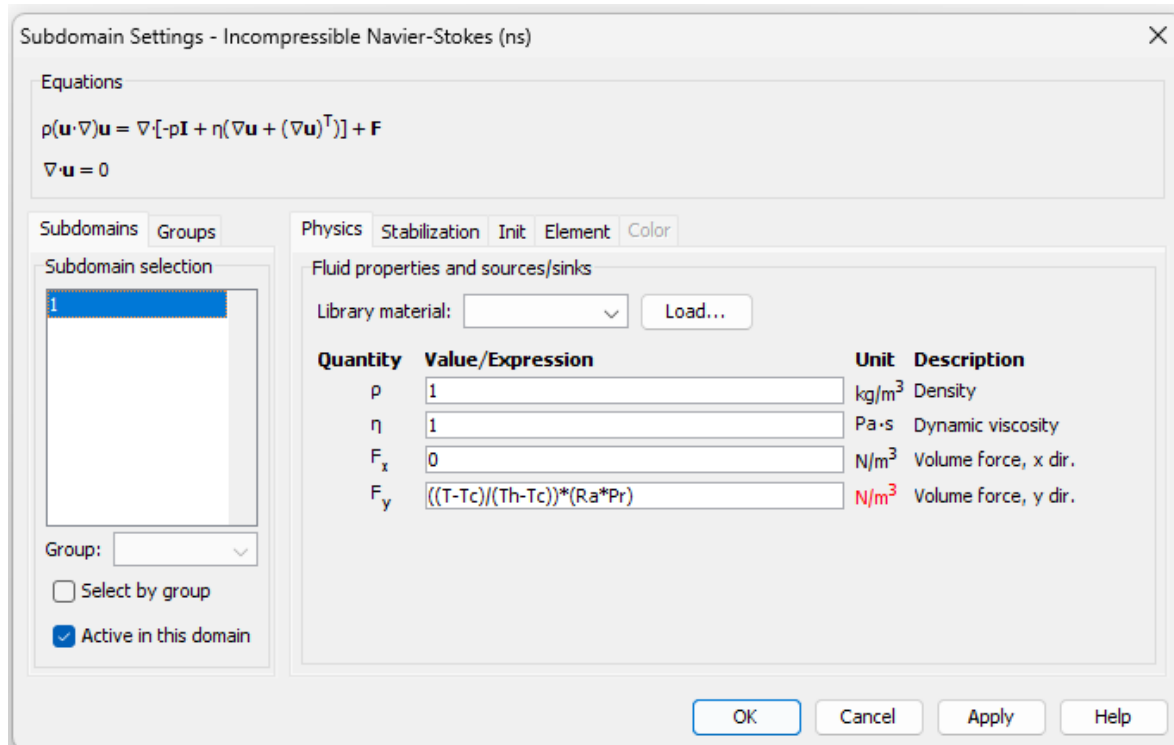 Subdomain Settings - Incompressible Navier-Stokes (ns)
Equations
ρ(u·∇)u = ∇·[-pI + η(∇u + (∇u)ᵀ)] + F
∇·u = 0
Subdomains Groups
Subdomain selection
1
Group:
Select by group
Active in this domain
Physics Stabilization Init Element Color
Fluid properties and sources/sinks
Library material: Load...
Quantity Value/Expression Unit Description
ρ 1 kg/m³ Density
η 1 Pa·s Dynamic viscosity
Fₓ 0 N/m³ Volume force, x dir.
F_y ((T-Tc)/(Th-Tc))*(Ra*Pr) N/m³ Volume force, y dir.
OK Cancel Apply Help